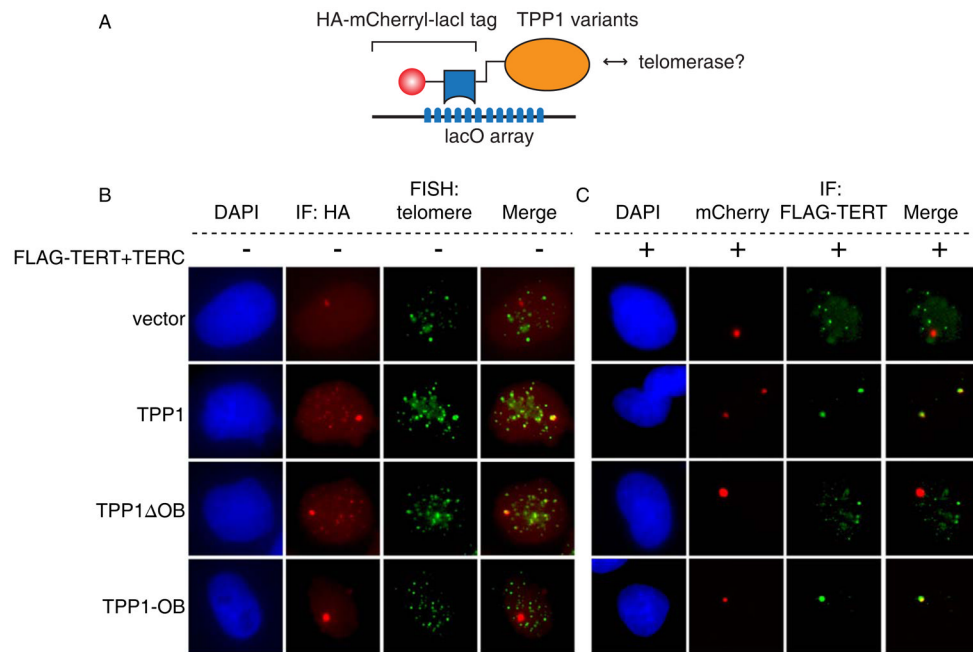 A
HA-mCherryl-lacI tag TPP1 variants
telomerase?
lacO array
B
FISH:
DAPI IF: HA telomere Merge
C
IF:
DAPI mCherry FLAG-TERT Merge
FLAG-TERT+TERC - - - - + + + +
vector
TPP1
TPP1ΔOB
TPP1-OB